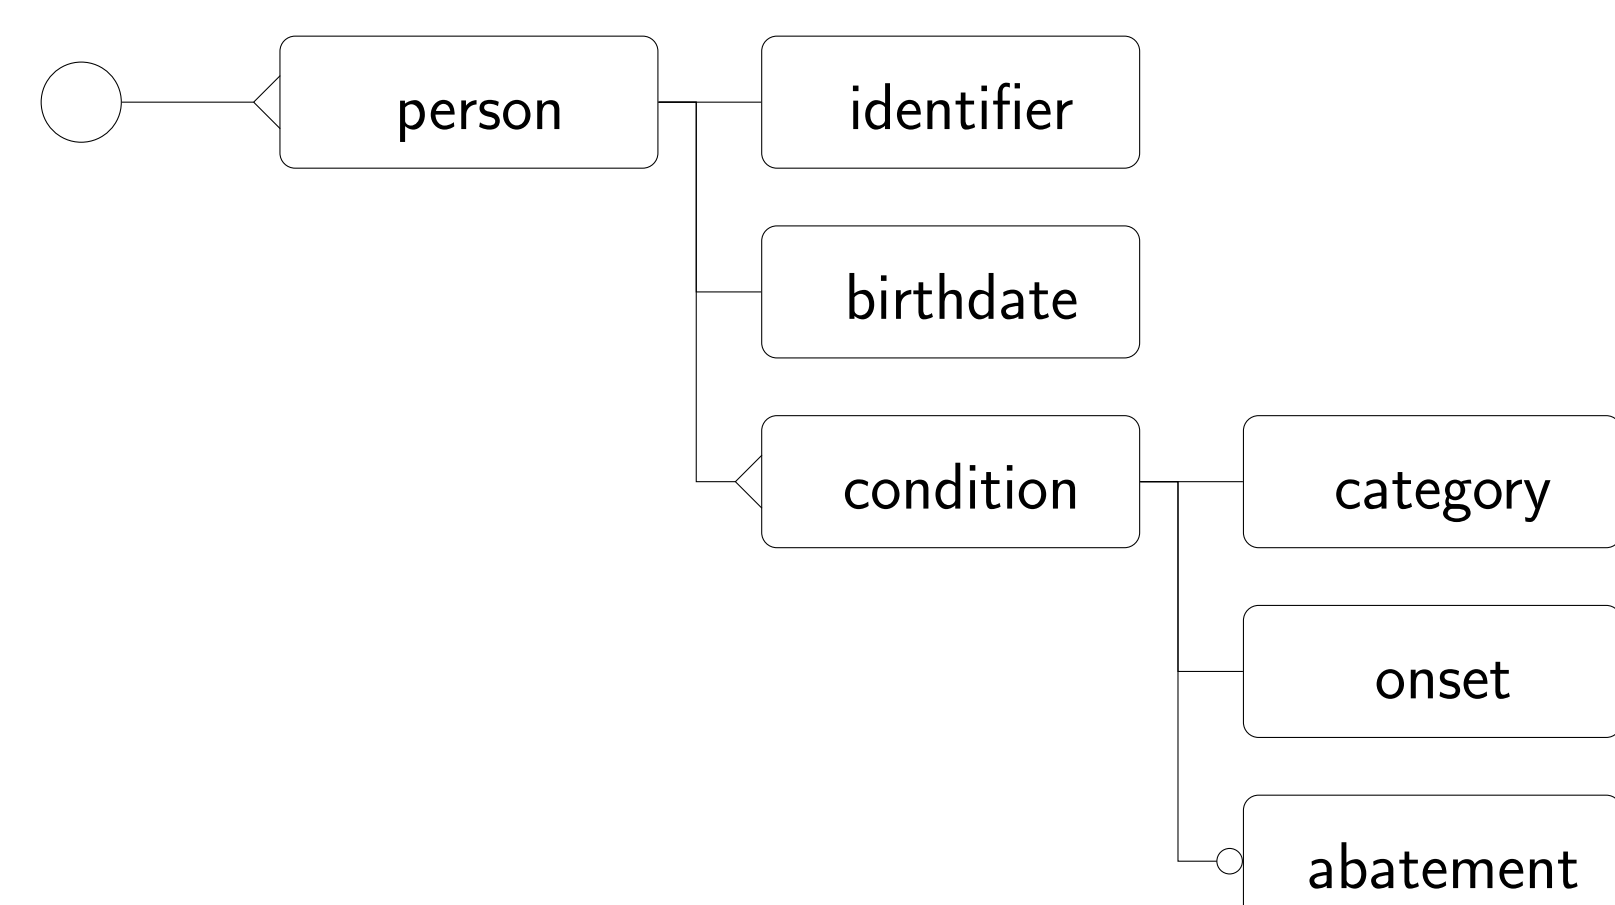 person
identifier
birthdate
condition
category
onset
abatement